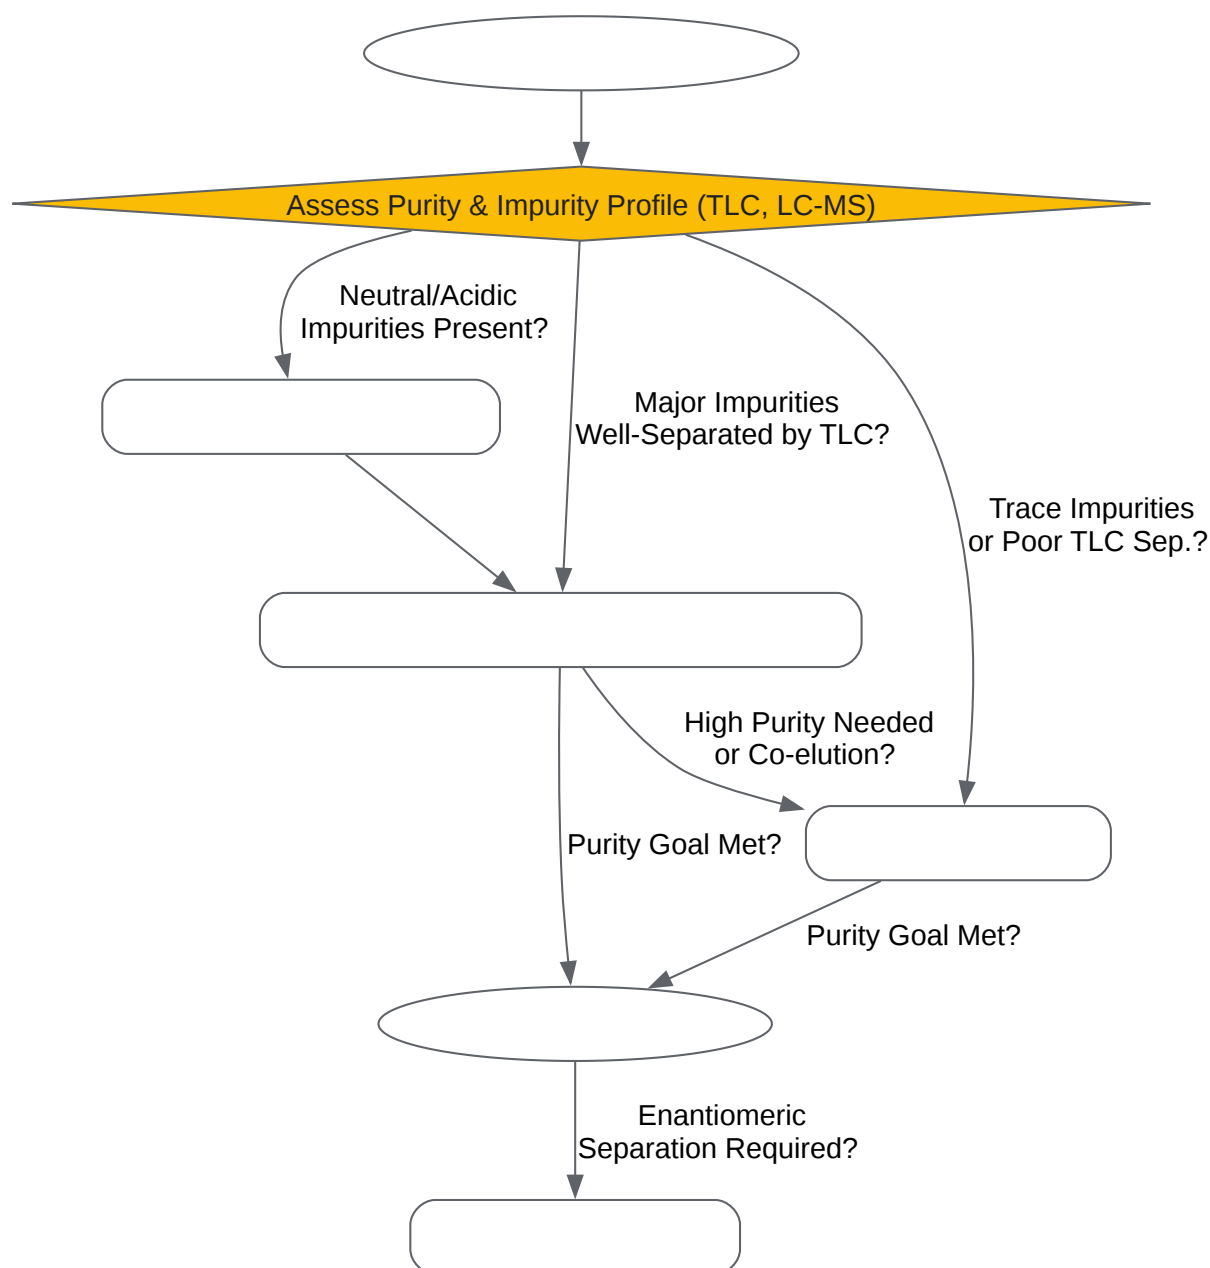 Assess Purity & Impurity Profile (TLC, LC-MS)
Neutral/Acidic
Impurities Present?
Major Impurities
Well-Separated by TLC?
Trace Impurities
or Poor TLC Sep.?
High Purity Needed
or Co-elution?
Purity Goal Met?
Purity Goal Met?
Enantiomeric
Separation Required?